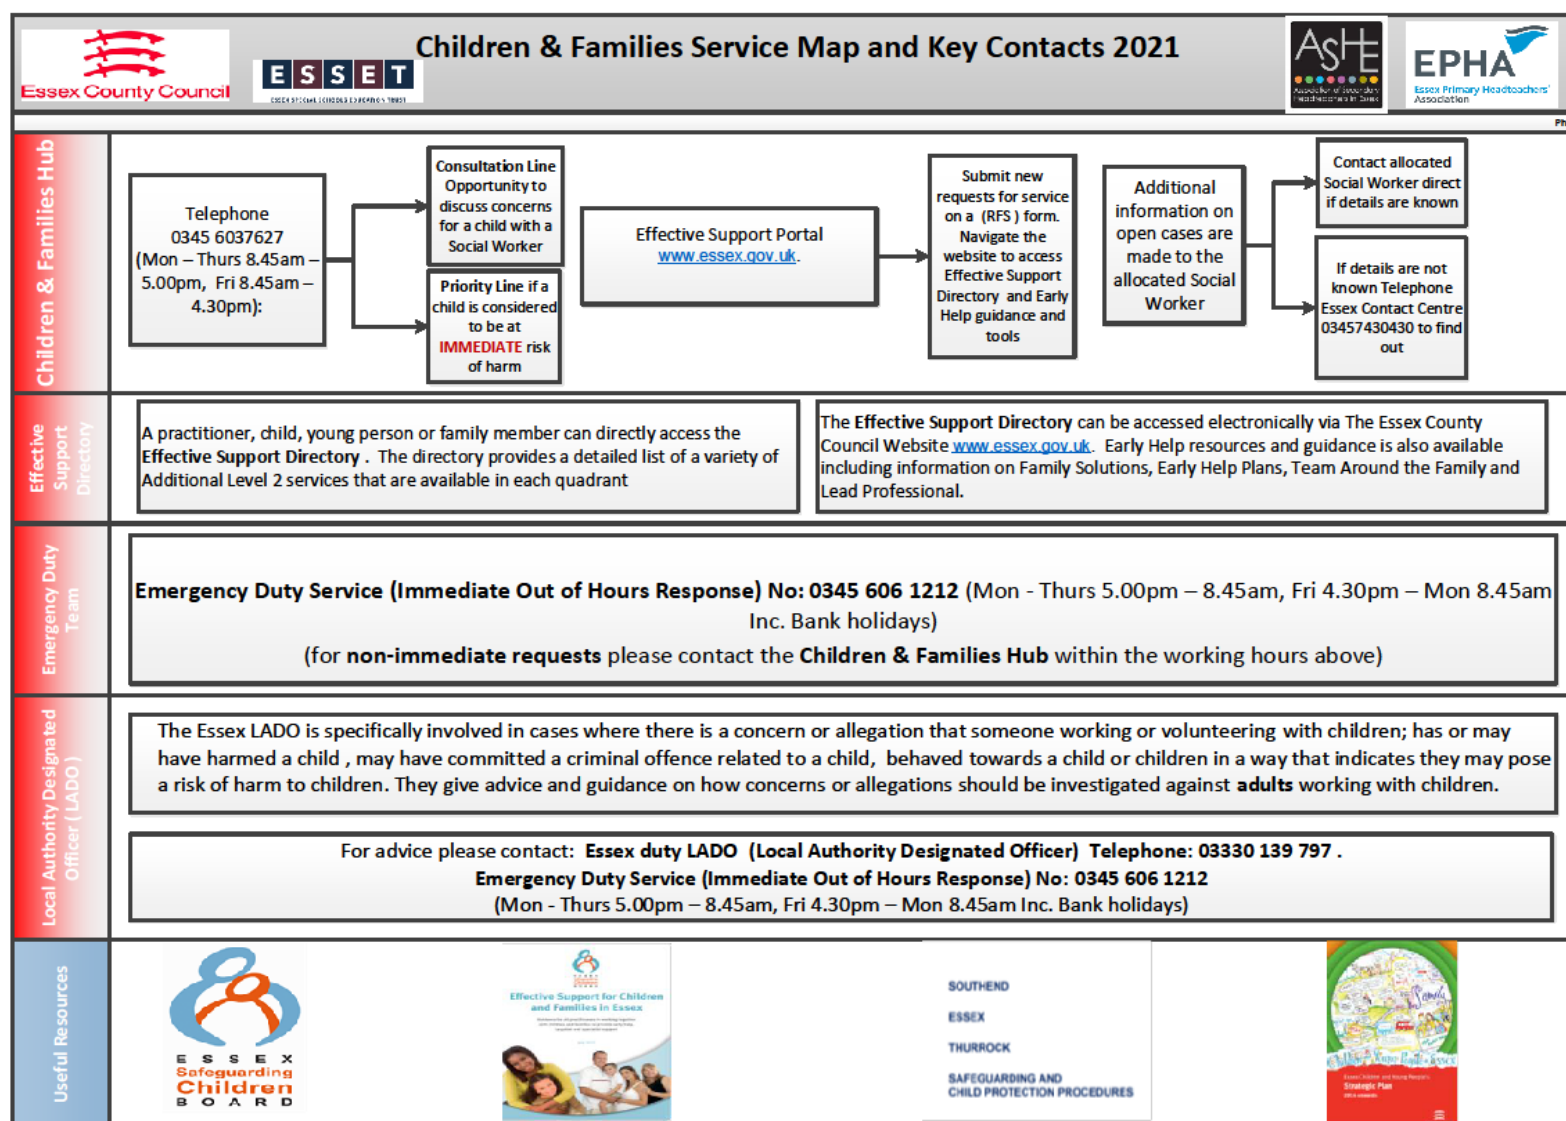 Children & Families Service Map and Key Contacts 2021
Essex County Council
ESSET
ESSEX SPECIAL SCHOOLS EDUCATION TRUST
ASHE
Association of Secondary
Headteachers in Essex
EPHA
Essex Primary Headteachers'
Association
Ph
Children & Families Hub
Telephone
0345 6037627
(Mon – Thurs 8.45am –
5.00pm, Fri 8.45am –
4.30pm):
Consultation Line
Opportunity to
discuss concerns
for a child with a
Social Worker
Priority Line if a
child is considered
to be at
IMMEDIATE risk
of harm
Effective Support Portal
www.essex.gov.uk.
Submit new
requests for service
on a (RFS ) form.
Navigate the
website to access
Effective Support
Directory and Early
Help guidance and
tools
Additional
information on
open cases are
made to the
allocated Social
Worker
Contact allocated
Social Worker direct
if details are known
If details are not
known Telephone
Essex Contact Centre
03457430430 to find
out
Effective
Support
Directory
A practitioner, child, young person or family member can directly access the
Effective Support Directory . The directory provides a detailed list of a variety of
Additional Level 2 services that are available in each quadrant
The Effective Support Directory can be accessed electronically via The Essex County
Council Website www.essex.gov.uk. Early Help resources and guidance is also available
including information on Family Solutions, Early Help Plans, Team Around the Family and
Lead Professional.
Emergency Duty
Team
Emergency Duty Service (Immediate Out of Hours Response) No: 0345 606 1212 (Mon - Thurs 5.00pm – 8.45am, Fri 4.30pm – Mon 8.45am
Inc. Bank holidays)
(for non-immediate requests please contact the Children & Families Hub within the working hours above)
Local Authority Designated
Officer ( LADO )
The Essex LADO is specifically involved in cases where there is a concern or allegation that someone working or volunteering with children; has or may
have harmed a child , may have committed a criminal offence related to a child, behaved towards a child or children in a way that indicates they may pose
a risk of harm to children. They give advice and guidance on how concerns or allegations should be investigated against adults working with children.
For advice please contact: Essex duty LADO (Local Authority Designated Officer) Telephone: 03330 139 797 .
Emergency Duty Service (Immediate Out of Hours Response) No: 0345 606 1212
(Mon - Thurs 5.00pm – 8.45am, Fri 4.30pm – Mon 8.45am Inc. Bank holidays)
Useful Resources
ESSEX
Safeguarding
Children
BOARD
Effective Support for Children
and Families in Essex
SOUTHEND
ESSEX
THURROCK
SAFEGUARDING AND
CHILD PROTECTION PROCEDURES
Essex Children and Young People's
Strategic Plan